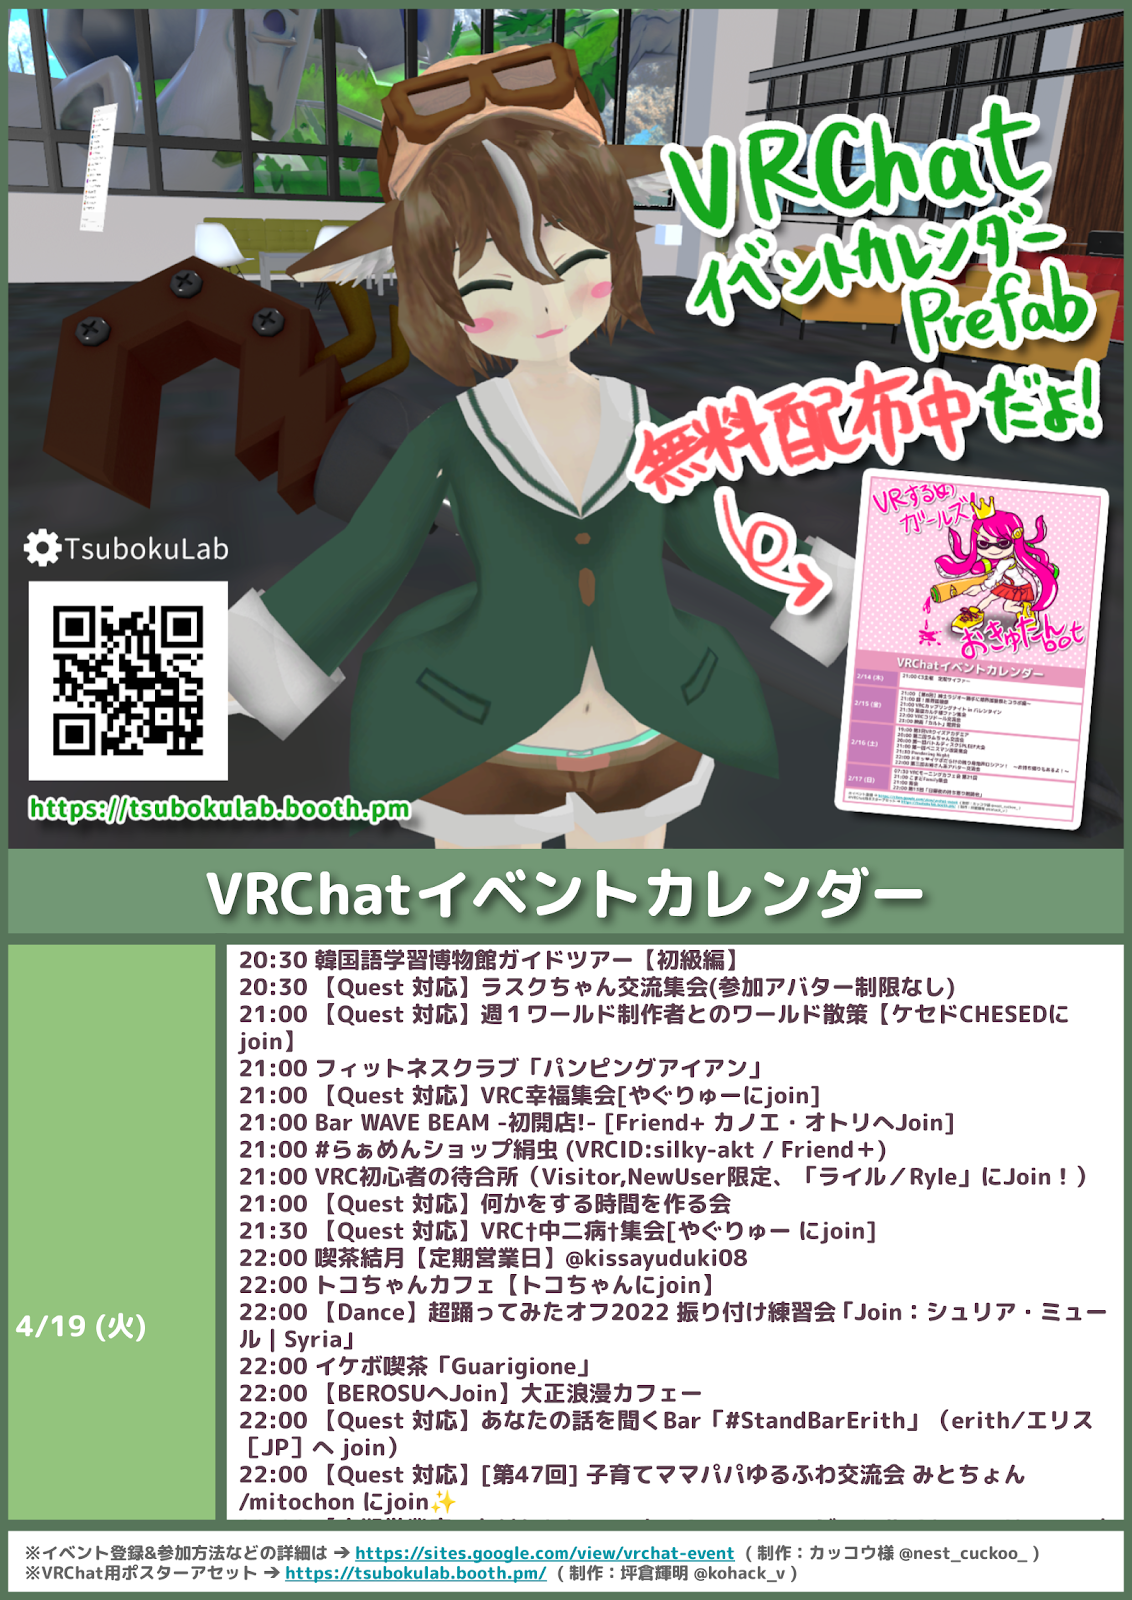 VRChat
イベントカレンダー
Prefab
無料配布中だよ!
VRするめ
ガールズ
おきゅたん
bot
VRChatイベントカレンダー
2/14 (木)
2/15 (金)
2/16 (土)
2/17 (日)
TsubokuLab
https://tsubokulab.booth.pm
VRChatイベントカレンダー
4/19 (火)
20:30 韓国語学習博物館ガイドツアー【初級編】
20:30 【Quest 対応】ラスクちゃん交流集会(参加アバター制限なし)
21:00 【Quest 対応】週１ワールド制作者とのワールド散策【ケセドCHESEDに
join】
21:00 フィットネスクラブ「パンピングアイアン」
21:00 【Quest 対応】VRC幸福集会[やぐりゅーにjoin]
21:00 Bar WAVE BEAM -初開店!- [Friend+ カノエ・オトリへJoin]
21:00 #らぁめんショップ絹虫 (VRCID:silky-akt / Friend＋)
21:00 VRC初心者の待合所（Visitor,NewUser限定、「ライル／Ryle」にJoin！）
21:00 【Quest 対応】何かをする時間を作る会
21:30 【Quest 対応】VRC†中二病†集会[やぐりゅー にjoin]
22:00 喫茶結月【定期営業日】@kissayuduki08
22:00 トコちゃんカフェ【トコちゃんにjoin】
22:00 【Dance】超踊ってみたオフ2022 振り付け練習会「Join：シュリア・ミュー
ル | Syria」
22:00 イケボ喫茶「Guarigione」
22:00 【BEROSUへJoin】大正浪漫カフェー
22:00 【Quest 対応】あなたの話を聞くBar「#StandBarErith」（erith/エリス
［JP］へ join）
22:00 【Quest 対応】[第47回] 子育てママパパゆるふわ交流会 みとちょん
/mitochon にjoin✨
※イベント登録&参加方法などの詳細は ➔ https://sites.google.com/view/vrchat-event ( 制作：カッコウ様 @nest_cuckoo_ )
※VRChat用ポスターアセット ➔ https://tsubokulab.booth.pm/ ( 制作：坪倉輝明 @kohack_v )